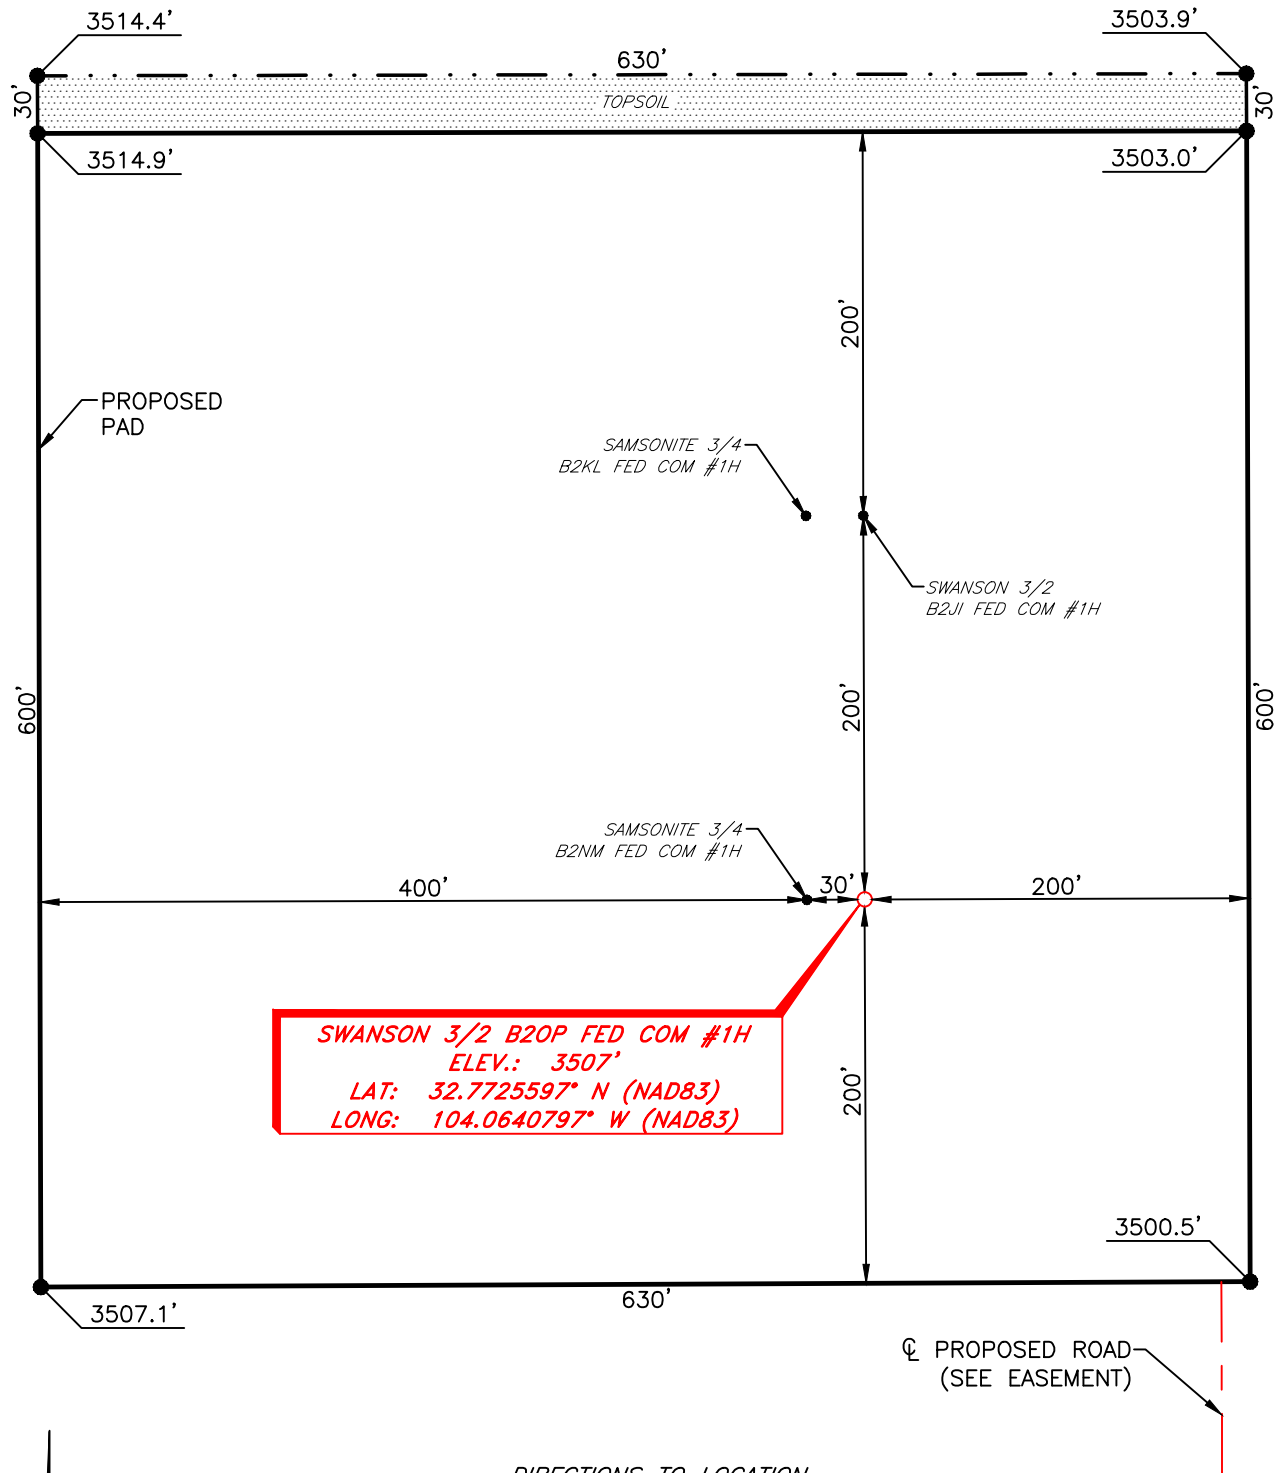 3514.4'
3503.9'
630'
30'
TOPSOIL
30'
3514.9'
3503.0'
200'
PROPOSED
PAD
SAMSONITE 3/4
B2KL FED COM #1H
SWANSON 3/2
B2JI FED COM #1H
600'
200'
600'
SAMSONITE 3/4
B2NM FED COM #1H
400'
30'
200'
SWANSON 3/2 B2OP FED COM #1H
ELEV.: 3507'
LAT: 32.7725597° N (NAD83)
LONG: 104.0640797° W (NAD83)
200'
3500.5'
3507.1'
630'
℄ PROPOSED ROAD
(SEE EASEMENT)
DIRECTIONS TO LOCATION